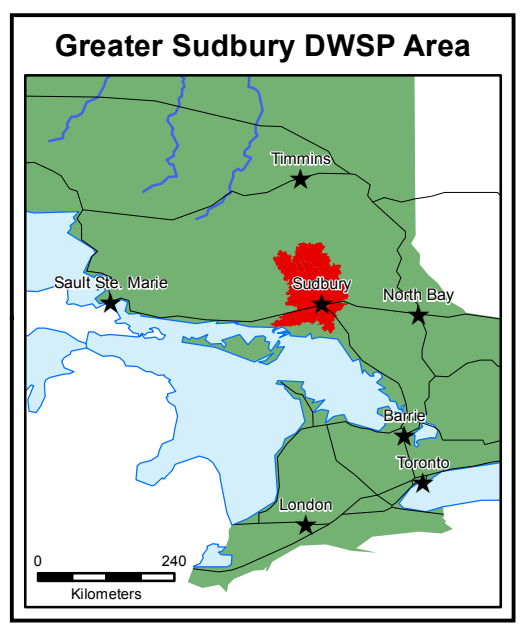 Greater Sudbury DWSP Area
Timmins
Sault Ste. Marie
Sudbury
North Bay
Barrie
Toronto
London
0 240
Kilometers